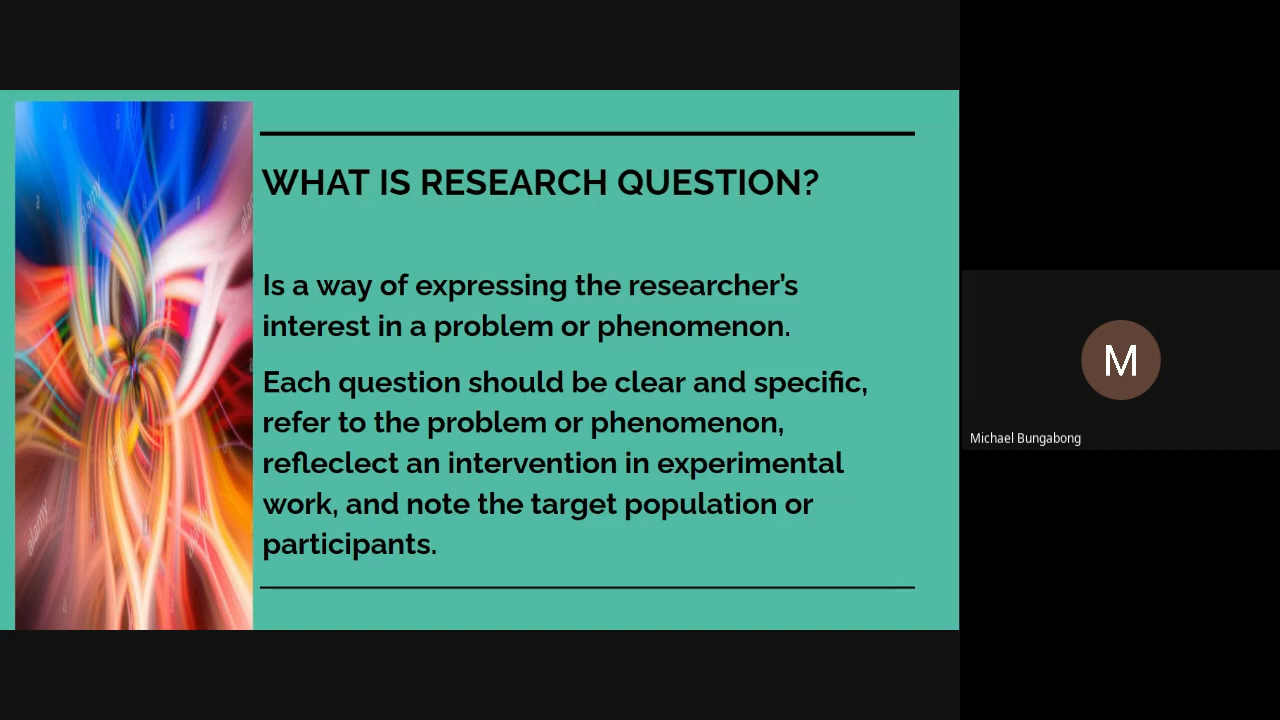 WHAT IS RESEARCH QUESTION?
Is a way of expressing the researcher's
interest in a problem or phenomenon.
Each question should be clear and specific,
refer to the problem or phenomenon,
refleclect an intervention in experimental
work, and note the target population or
participants.
alamy
alamy
M
Michael Bungabong